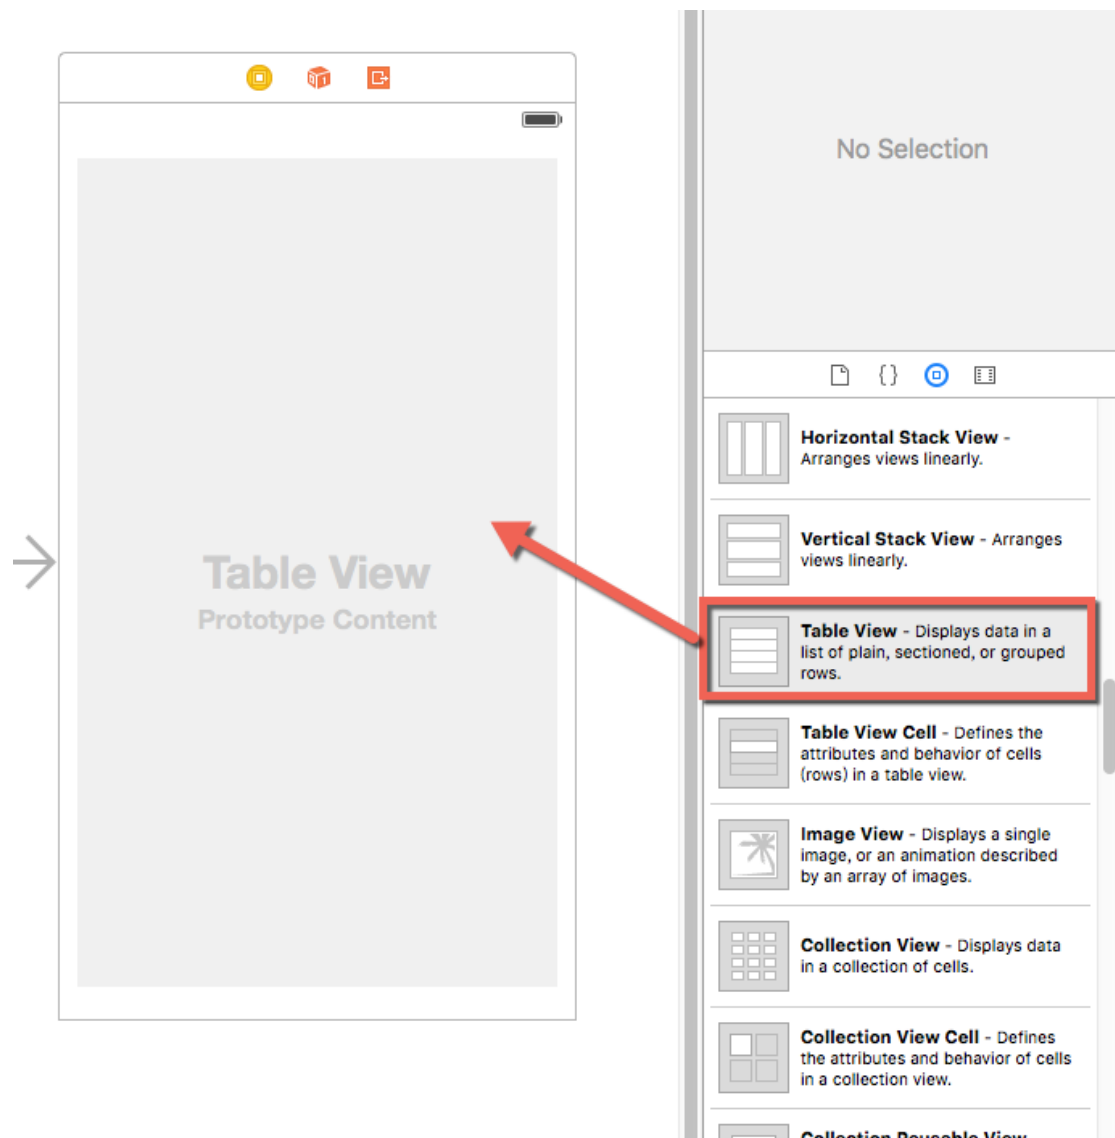 Table View
Prototype Content
No Selection
{}
Horizontal Stack View -
Arranges views linearly.
Vertical Stack View - Arranges
views linearly.
Table View - Displays data in a
list of plain, sectioned, or grouped
rows.
Table View Cell - Defines the
attributes and behavior of cells
(rows) in a table view.
Image View - Displays a single
image, or an animation described
by an array of images.
Collection View - Displays data
in a collection of cells.
Collection View Cell - Defines
the attributes and behavior of cells
in a collection view.
Collection Reusable View